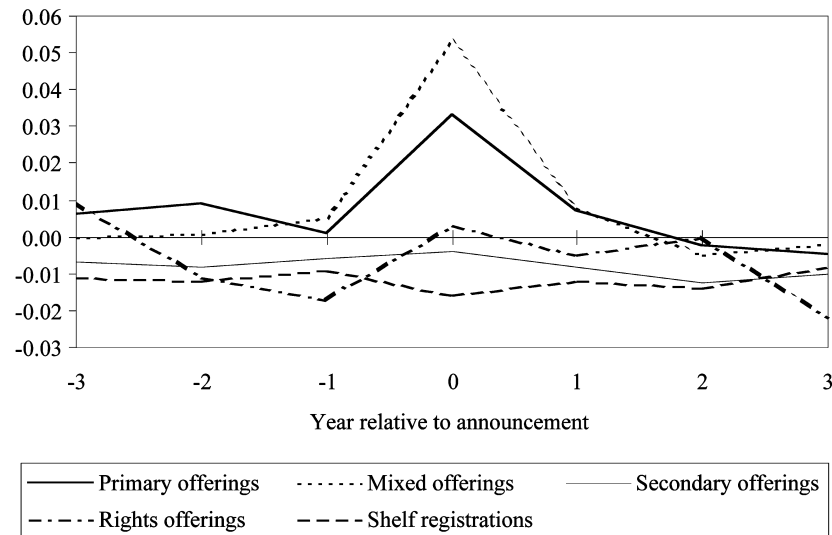 0.06
0.05
0.04
0.03
0.02
0.01
0.00
-0.01
-0.02
-0.03
-3 -2 -1 0 1 2 3
Year relative to announcement
Primary offerings Mixed offerings Secondary offerings
Rights offerings Shelf registrations